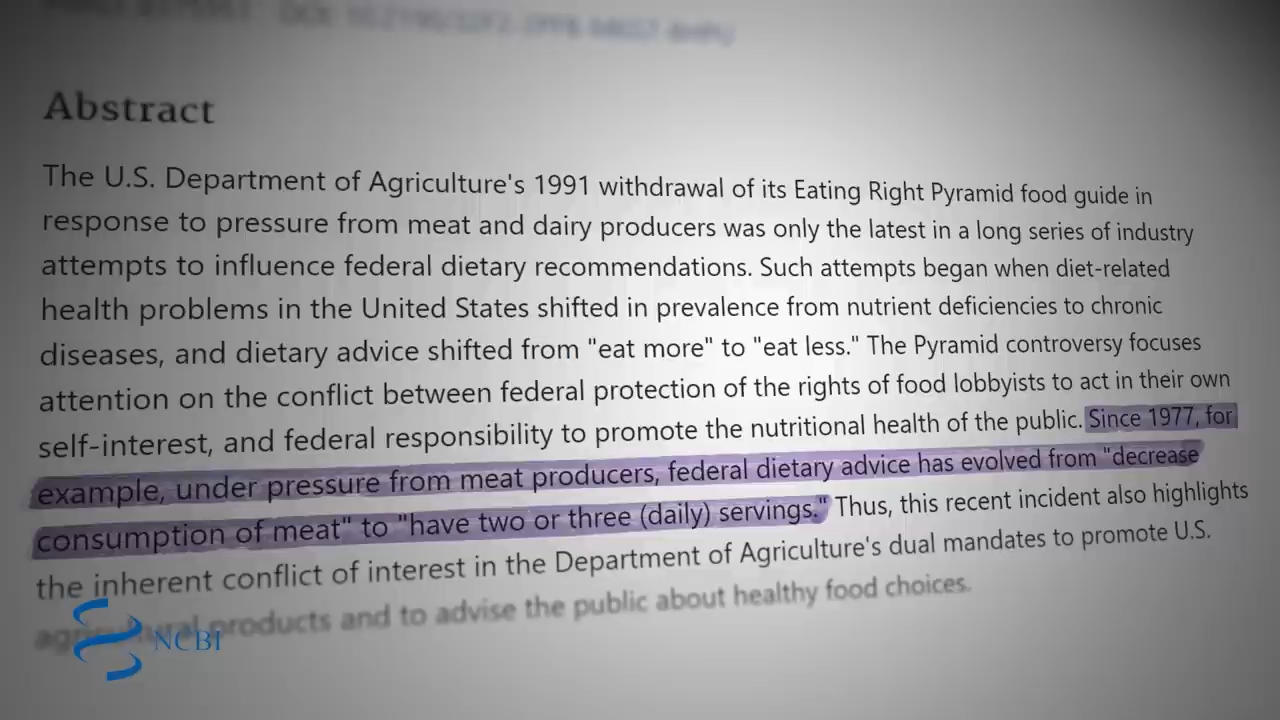 Abstract
The U.S. Department of Agriculture's 1991 withdrawal of its Eating Right Pyramid food guide in
response to pressure from meat and dairy producers was only the latest in a long series of industry
attempts to influence federal dietary recommendations. Such attempts began when diet-related
health problems in the United States shifted in prevalence from nutrient deficiencies to chronic
diseases, and dietary advice shifted from "eat more" to "eat less." The Pyramid controversy focuses
attention on the conflict between federal protection of the rights of food lobbyists to act in their own
self-interest, and federal responsibility to promote the nutritional health of the public. Since 1977, for
example, under pressure from meat producers, federal dietary advice has evolved from "decrease
consumption of meat" to "have two or three (daily) servings." Thus, this recent incident also highlights
the inherent conflict of interest in the Department of Agriculture's dual mandates to promote U.S.
agricultural products and to advise the public about healthy food choices.
NCBI